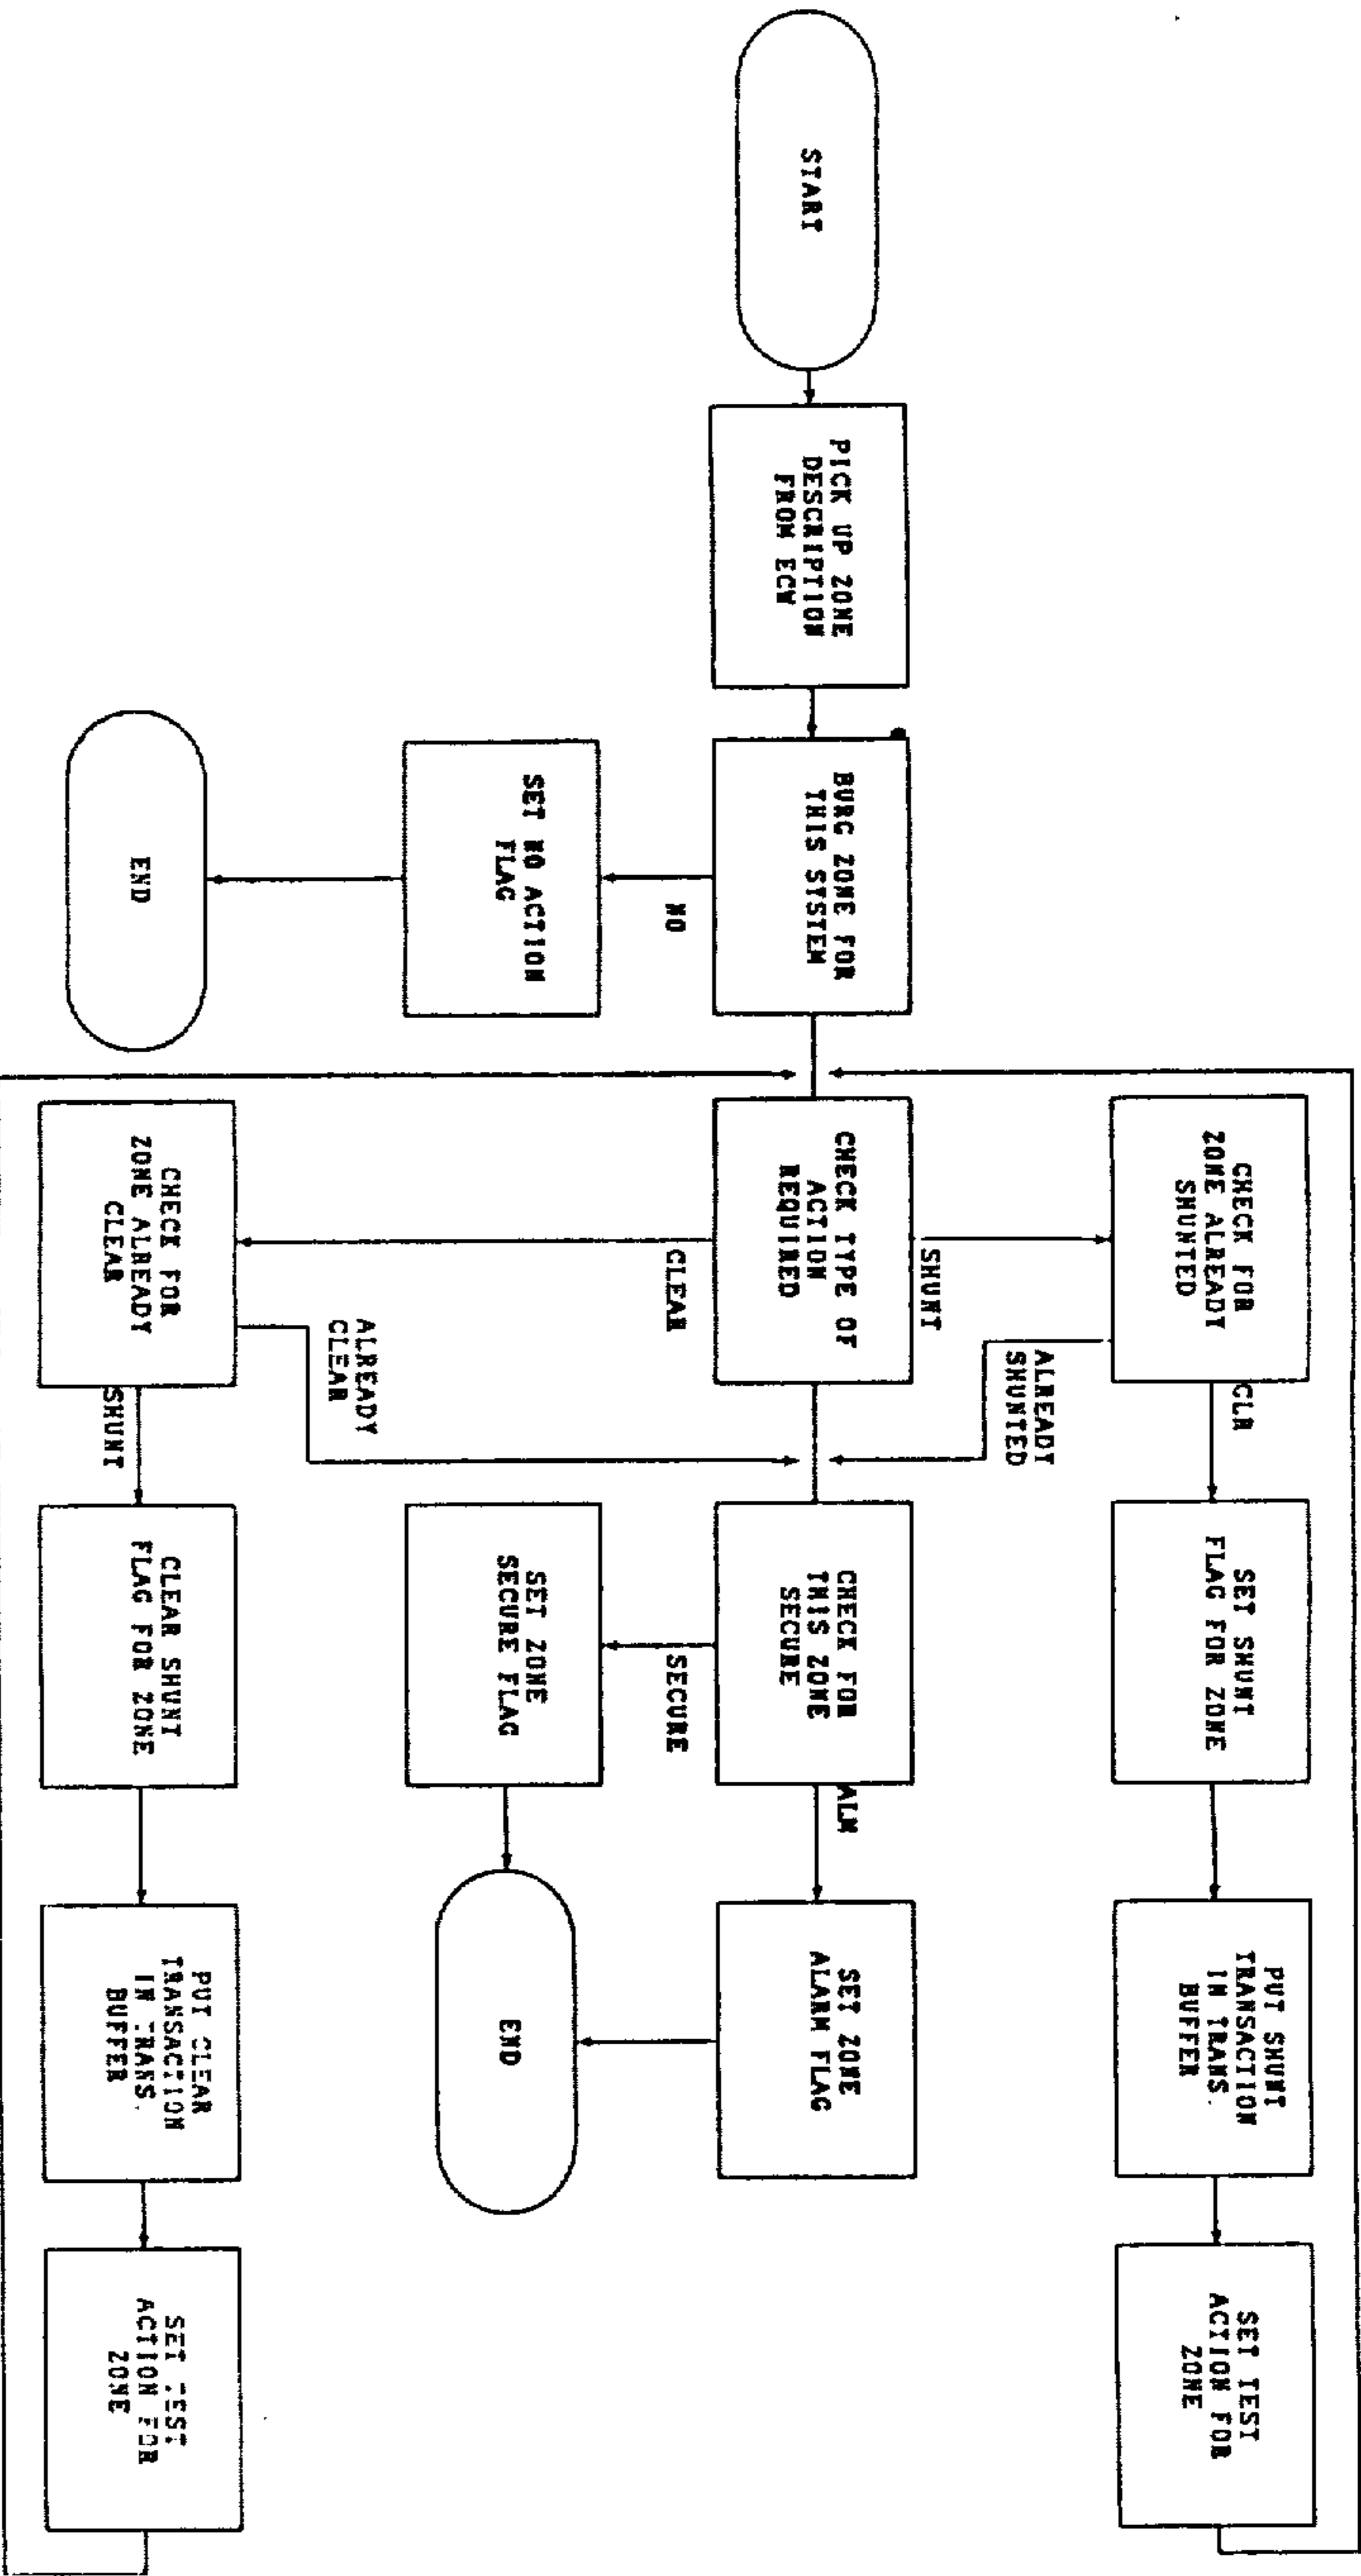 START
PICK UP ZONE
DESCRIPTION
FROM ECW
BURG ZONE FOR
THIS SYSTEM
NO
SET NO ACTION
FLAG
END
CHECK TYPE OF
ACTION
REQUIRED
SHUNT
CHECK FOR
ZONE ALREADY
SHUNTED
ALREADY
SHUNTED
CLR
SET SHUNT
FLAG FOR ZONE
PUT SHUNT
TRANSACTION
IN TRANS.
BUFFER
SET TEST
ACTION FOR
ZONE
CLEAR
CHECK FOR
ZONE ALREADY
CLEAR
ALREADY
CLEAR
SHUNT
CLEAR SHUNT
FLAG FOR ZONE
PUT CLEAR
TRANSACTION
IN TRANS.
BUFFER
SET TEST
ACTION FOR
ZONE
CHECK FOR
THIS ZONE
SECURE
SECURE
SET ZONE
SECURE FLAG
ALM
SET ZONE
ALARM FLAG
END